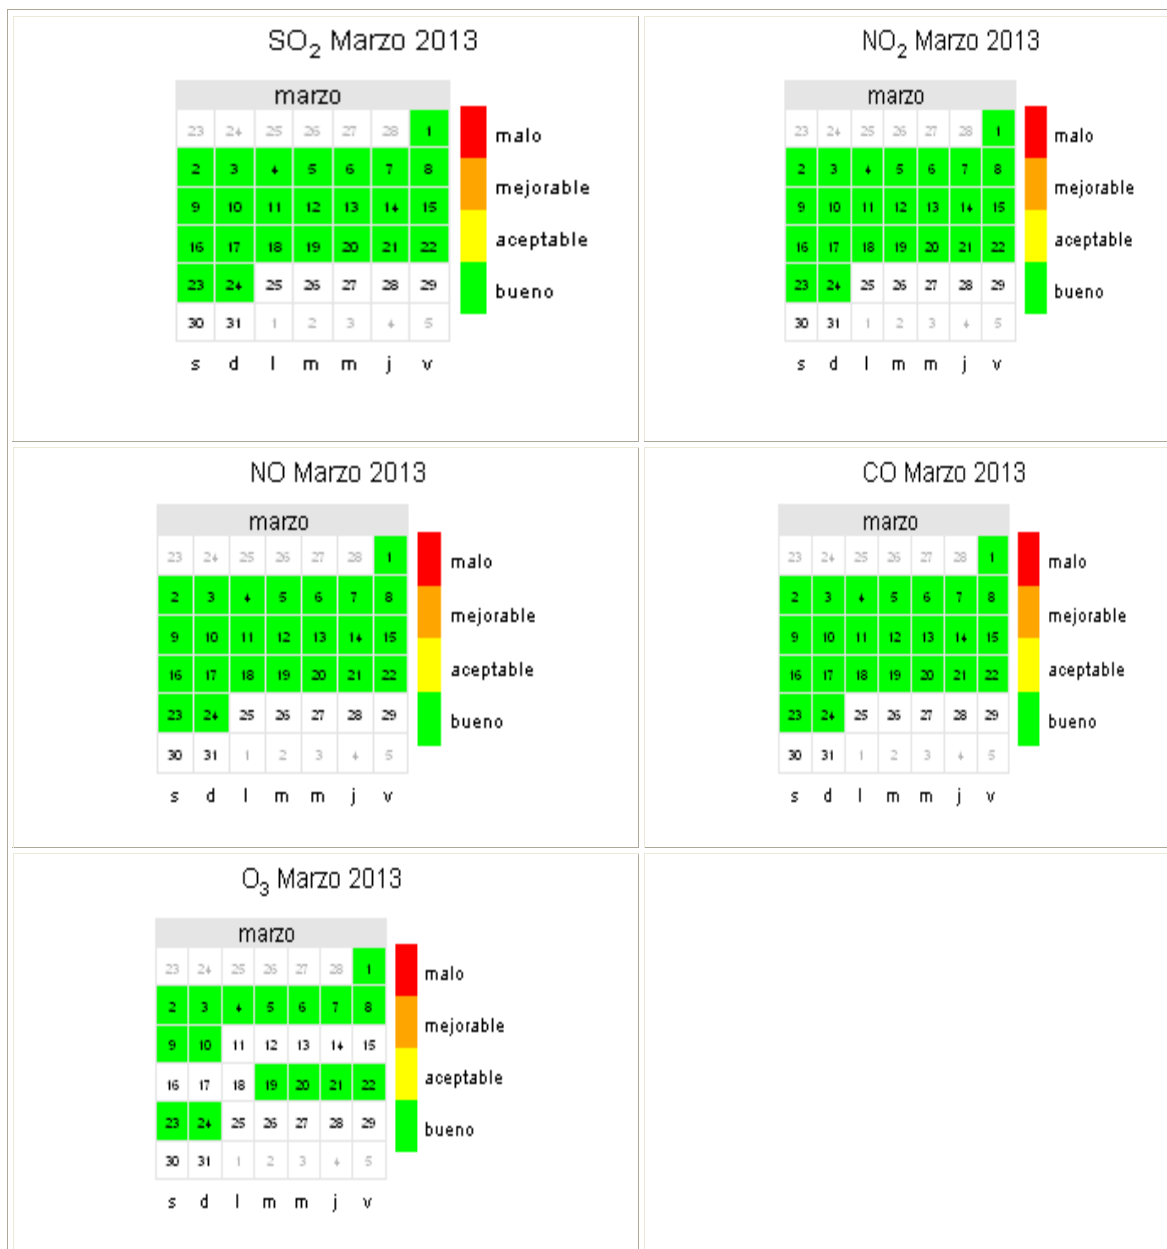 SO₂ Marzo 2013
marzo
23 24 25 26 27 28 1
2 3 4 5 6 7 8
9 10 11 12 13 14 15
16 17 18 19 20 21 22
23 24 25 26 27 28 29
30 31 1 2 3 4 5
s d l m m j v
malo
mejorable
aceptable
bueno
NO₂ Marzo 2013
marzo
23 24 25 26 27 28 1
2 3 4 5 6 7 8
9 10 11 12 13 14 15
16 17 18 19 20 21 22
23 24 25 26 27 28 29
30 31 1 2 3 4 5
s d l m m j v
malo
mejorable
aceptable
bueno
NO Marzo 2013
marzo
23 24 25 26 27 28 1
2 3 4 5 6 7 8
9 10 11 12 13 14 15
16 17 18 19 20 21 22
23 24 25 26 27 28 29
30 31 1 2 3 4 5
s d l m m j v
malo
mejorable
aceptable
bueno
CO Marzo 2013
marzo
23 24 25 26 27 28 1
2 3 4 5 6 7 8
9 10 11 12 13 14 15
16 17 18 19 20 21 22
23 24 25 26 27 28 29
30 31 1 2 3 4 5
s d l m m j v
malo
mejorable
aceptable
bueno
O₃ Marzo 2013
marzo
23 24 25 26 27 28 1
2 3 4 5 6 7 8
9 10 11 12 13 14 15
16 17 18 19 20 21 22
23 24 25 26 27 28 29
30 31 1 2 3 4 5
s d l m m j v
malo
mejorable
aceptable
bueno